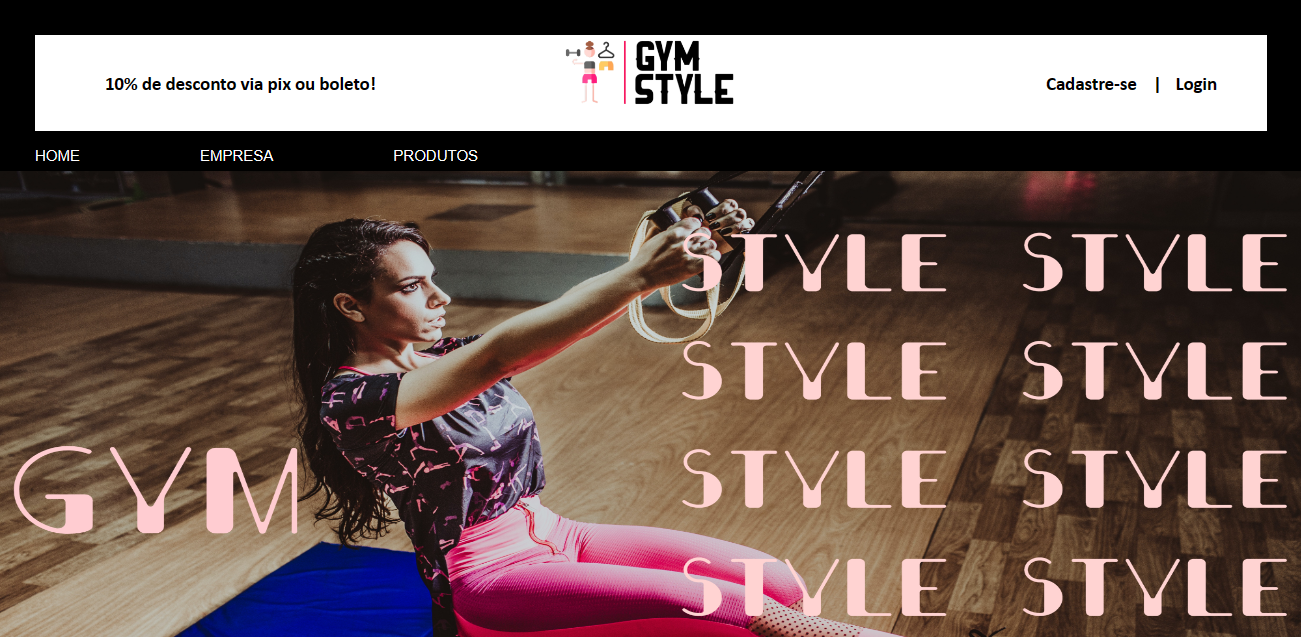 10% de desconto via pix ou boleto!
GYM
STYLE
Cadastre-se | Login
HOME EMPRESA PRODUTOS
STYLE STYLE
STYLE STYLE
GYM
STYLE STYLE
STYLE STYLE